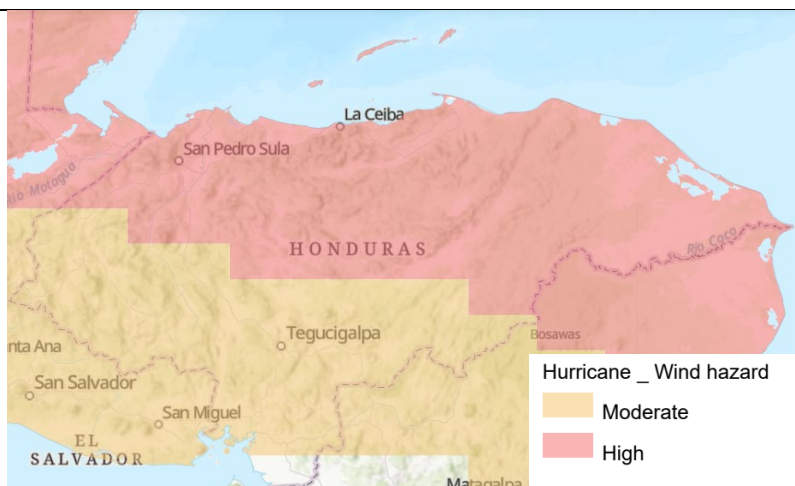 La Ceiba
San Pedro Sula
Río Motagua
HONDURAS
Río Coco
Tegucigalpa
Bosawas
anta Ana
San Salvador
San Miguel
EL
SALVADOR
Matagalpa
Hurricane _ Wind hazard
Moderate
High